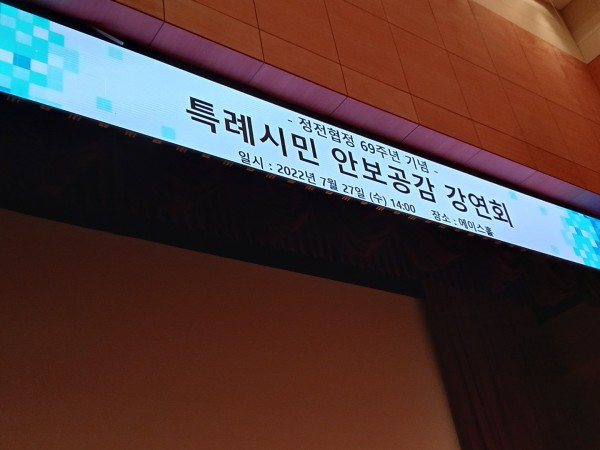 - 정전협정 69주년 기념 -
특례시민 안보공감 강연회
일시 : 2022년 7월 27일 (수) 14:00 장소 : 에이스홀